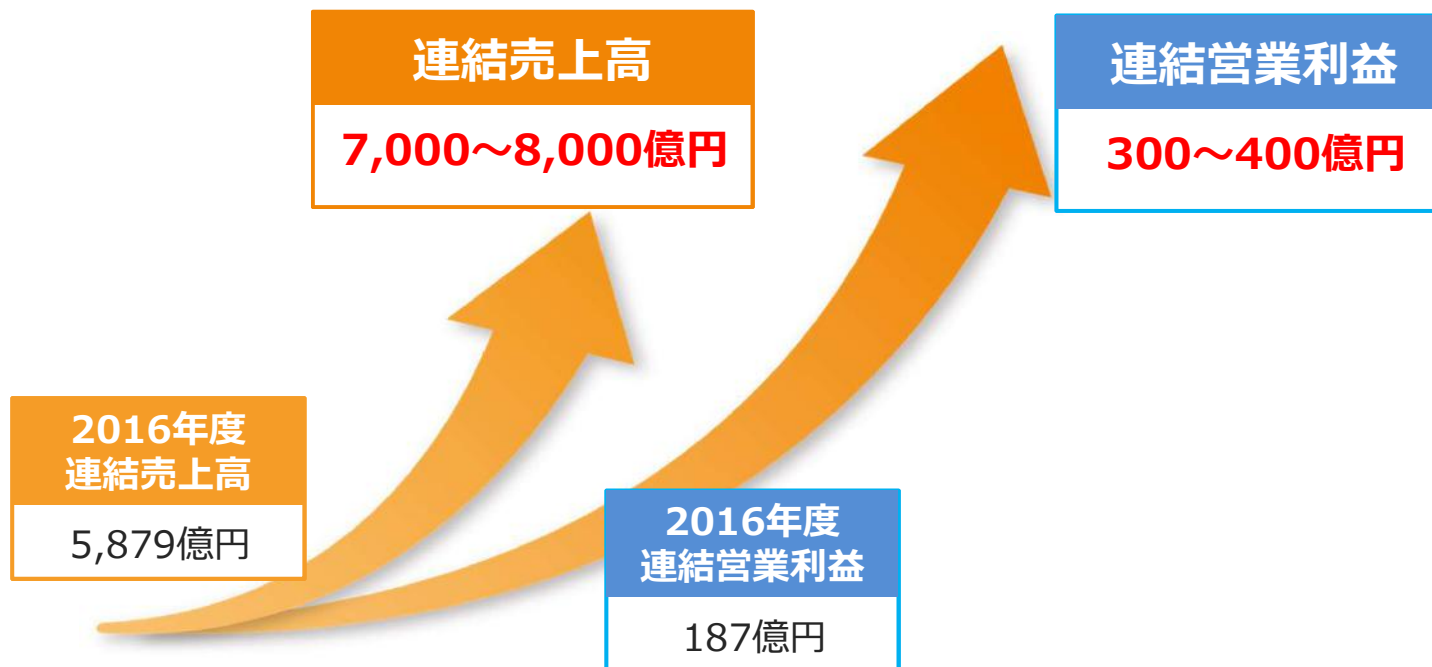 連結売上高
7,000～8,000億円
連結営業利益
300～400億円
2016年度
連結売上高
5,879億円
2016年度
連結営業利益
187億円